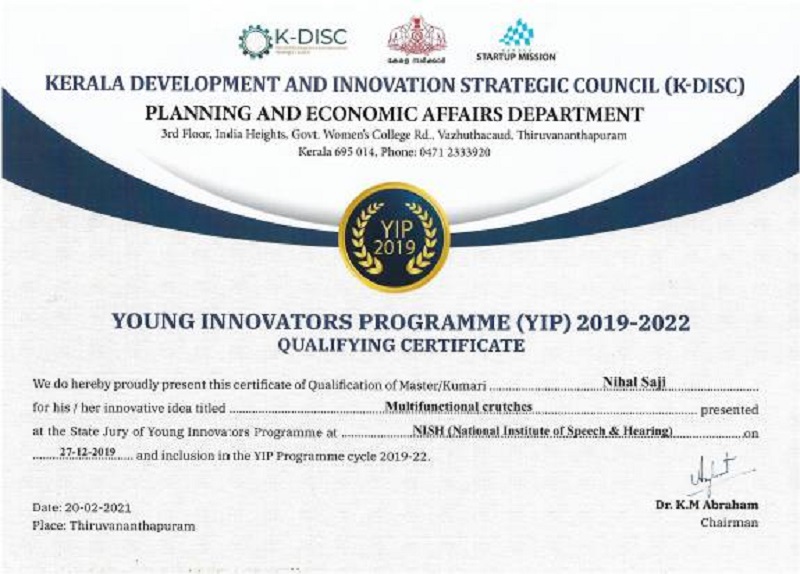 K-DISC
കേരള സർക്കാർ
STARTUP MISSION
KERALA DEVELOPMENT AND INNOVATION STRATEGIC COUNCIL (K-DISC)
PLANNING AND ECONOMIC AFFAIRS DEPARTMENT
3rd Floor, India Heights, Govt. Women's College Rd., Vazhuthacaud, Thiruvananthapuram
Kerala 695 014, Phone: 0471 2333920
YIP
2019
YOUNG INNOVATORS PROGRAMME (YIP) 2019-2022
QUALIFYING CERTIFICATE
We do hereby proudly present this certificate of Qualification of Master/Kumari Nihal Saji
for his / her innovative idea titled Multifunctional crutches presented
at the State Jury of Young Innovators Programme at NISH (National Institute of Speech & Hearing) on
27-12-2019 and inclusion in the YIP Programme cycle 2019-22.
Date: 20-02-2021
Place: Thiruvananthapuram
Dr. K.M Abraham
Chairman